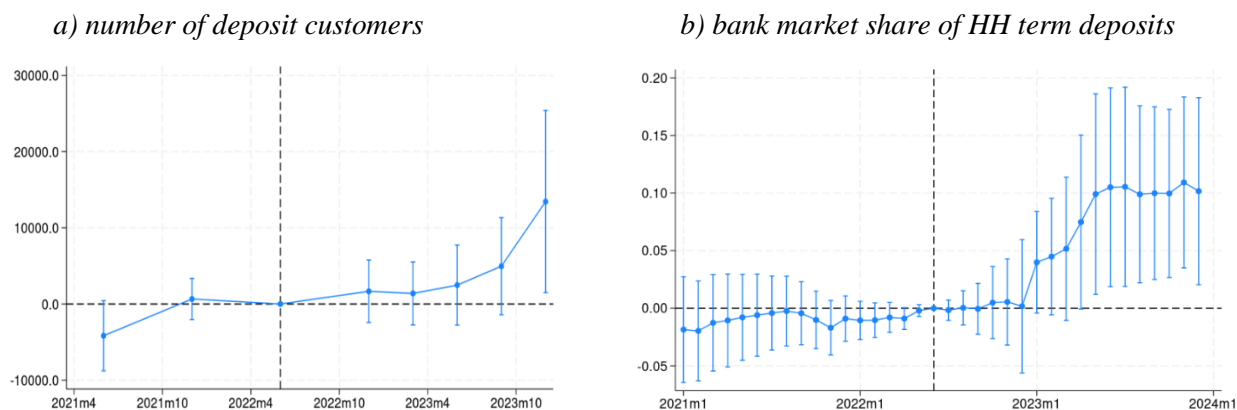 a) number of deposit customers
30000.0
20000.0
10000.0
0.0
-10000.0
2021m4 2021m10 2022m4 2022m10 2023m4 2023m10
b) bank market share of HH term deposits
0.20
0.15
0.10
0.05
0.00
-0.05
2021m1 2022m1 2023m1 2024m1